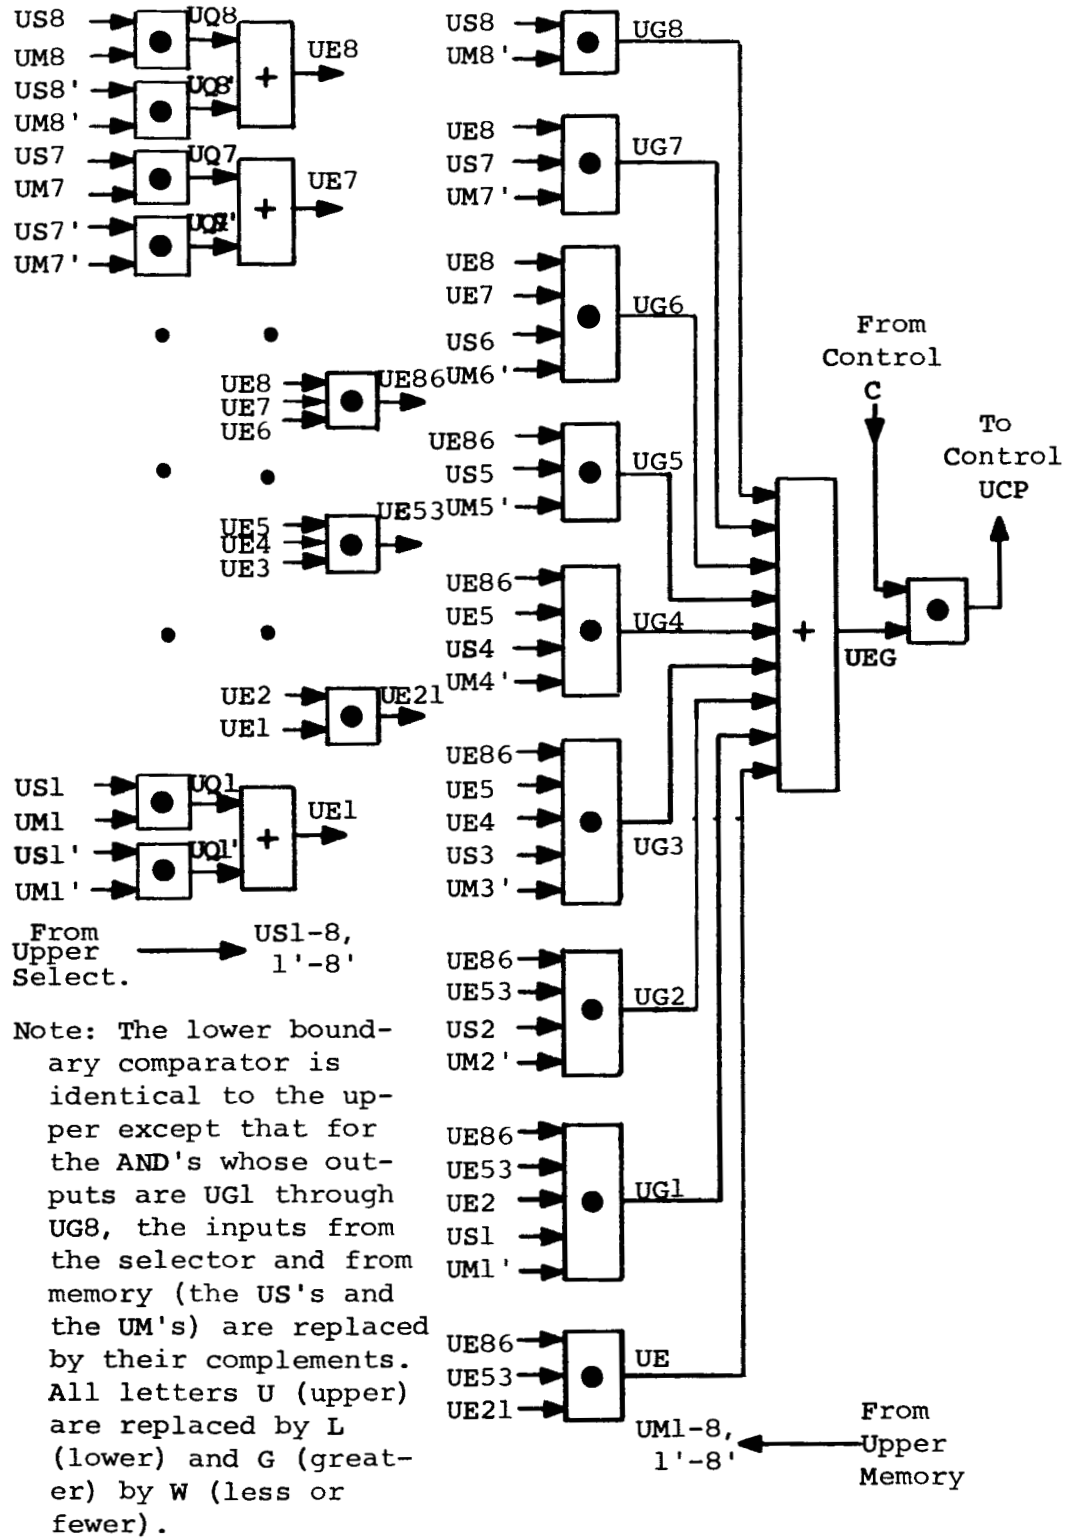 US8
UM8
US8'
UM8'
UQ8
UQ8'
+
UE8
US7
UM7
US7'
UM7'
UQ7
+
UE7
UE8
UE7
UE6
UE86
UE5
UE4
UE3
UE53
UE2
UE1
UE21
US1
UM1
US1'
UM1'
UQ1
UQ1'
+
UE1
From
Upper
Select.
US1-8,
1'-8'
Note: The lower bound-
ary comparator is
identical to the up-
per except that for
the AND's whose out-
puts are UG1 through
UG8, the inputs from
the selector and from
memory (the US's and
the UM's) are replaced
by their complements.
All letters U (upper)
are replaced by L
(lower) and G (great-
er) by W (less or
fewer).
US8
UM8'
UG8
UE8
US7
UM7'
UG7
UE8
UE7
US6
UM6'
UG6
UE86
US5
UM5'
UG5
UE86
UE5
US4
UM4'
UG4
UE86
UE5
UE4
US3
UM3'
UG3
UE86
UE53
US2
UM2'
UG2
UE86
UE53
UE2
US1
UM1'
UG1
UE86
UE53
UE21
UE
+
UEG
From
Control
C
To
Control
UCP
UM1-8,
1'-8'
From
Upper
Memory